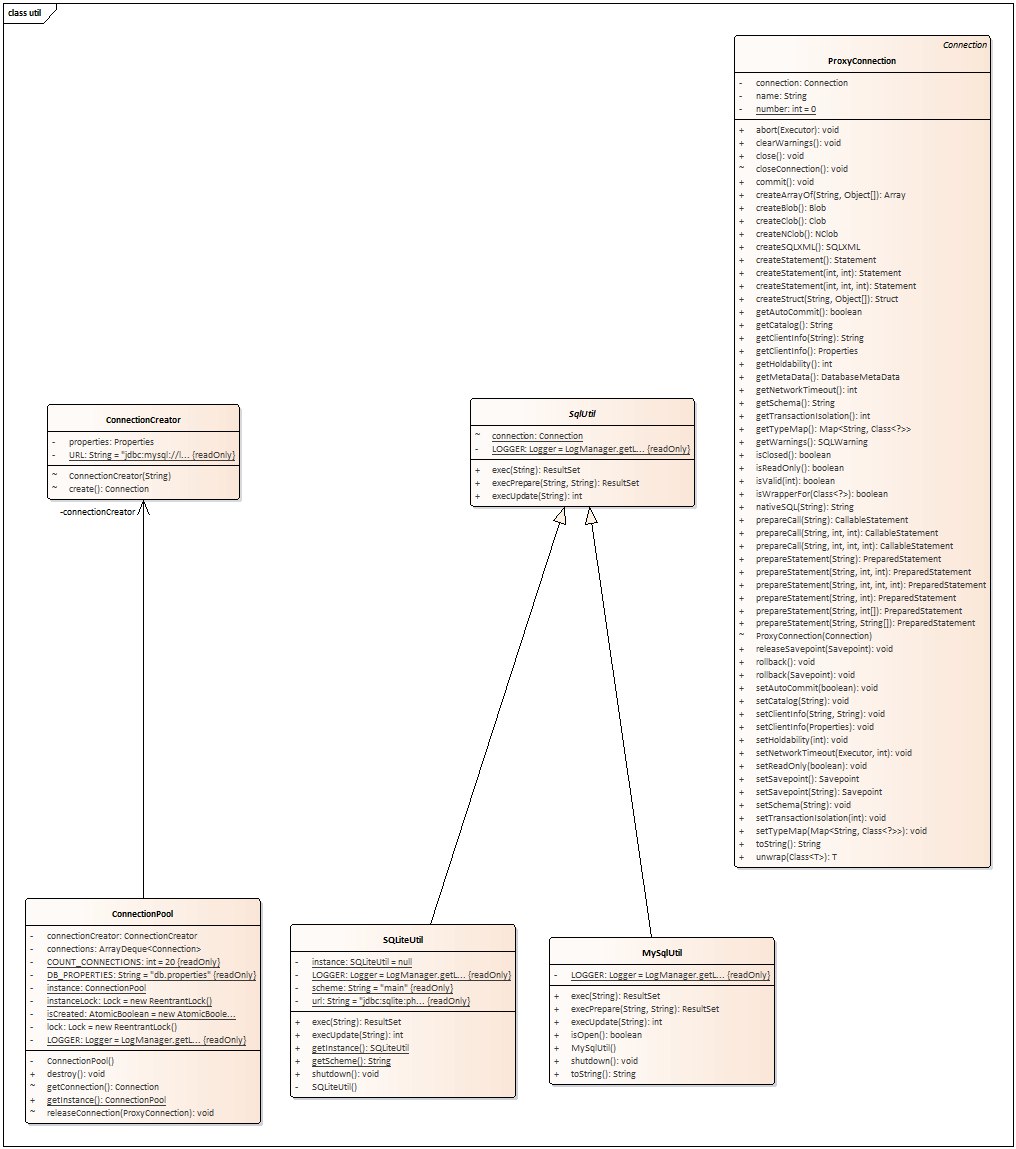 class util
Connection
ProxyConnection
- connection: Connection
- name: String
- number: int = 0
+ abort(Executor): void
+ clearWarnings(): void
+ close(): void
~ closeConnection(): void
+ commit(): void
+ createArrayOf(String, Object[]): Array
+ createBlob(): Blob
+ createClob(): Clob
+ createNClob(): NClob
+ createSQLXML(): SQLXML
+ createStatement(): Statement
+ createStatement(int, int): Statement
+ createStatement(int, int, int): Statement
+ createStruct(String, Object[]): Struct
+ getAutoCommit(): boolean
+ getCatalog(): String
+ getClientInfo(String): String
+ getClientInfo(): Properties
+ getHoldability(): int
+ getMetaData(): DatabaseMetaData
+ getNetworkTimeout(): int
+ getSchema(): String
+ getTransactionIsolation(): int
+ getTypeMap(): Map<String, Class<?>>
+ getWarnings(): SQLWarning
+ isClosed(): boolean
+ isReadOnly(): boolean
+ isValid(int): boolean
+ isWrapperFor(Class<?>): boolean
+ nativeSQL(String): String
+ prepareCall(String): CallableStatement
+ prepareCall(String, int, int): CallableStatement
+ prepareCall(String, int, int, int): CallableStatement
+ prepareStatement(String): PreparedStatement
+ prepareStatement(String, int, int): PreparedStatement
+ prepareStatement(String, int, int, int): PreparedStatement
+ prepareStatement(String, int): PreparedStatement
+ prepareStatement(String, int[]): PreparedStatement
+ prepareStatement(String, String[]): PreparedStatement
~ ProxyConnection(Connection)
+ releaseSavepoint(Savepoint): void
+ rollback(): void
+ rollback(Savepoint): void
+ setAutoCommit(boolean): void
+ setCatalog(String): void
+ setClientInfo(String, String): void
+ setClientInfo(Properties): void
+ setHoldability(int): void
+ setNetworkTimeout(Executor, int): void
+ setReadOnly(boolean): void
+ setSavepoint(): Savepoint
+ setSavepoint(String): Savepoint
+ setSchema(String): void
+ setTransactionIsolation(int): void
+ setTypeMap(Map<String, Class<?>>): void
+ toString(): String
+ unwrap(Class<T>): T
ConnectionCreator
- properties: Properties
- URL: String = "jdbc:mysql://l... {readOnly}
~ ConnectionCreator(String)
~ create(): Connection
-connectionCreator
SqlUtil
~ connection: Connection
- LOGGER: Logger = LogManager.getL... {readOnly}
+ exec(String): ResultSet
+ execPrepare(String, String): ResultSet
+ execUpdate(String): int
ConnectionPool
- connectionCreator: ConnectionCreator
- connections: ArrayDeque<Connection>
- COUNT_CONNECTIONS: int = 20 {readOnly}
- DB_PROPERTIES: String = "db.properties" {readOnly}
- instance: ConnectionPool
- instanceLock: Lock = new ReentrantLock()
- isCreated: AtomicBoolean = new AtomicBoole...
- lock: Lock = new ReentrantLock()
- LOGGER: Logger = LogManager.getL... {readOnly}
- ConnectionPool()
+ destroy(): void
~ getConnection(): Connection
+ getInstance(): ConnectionPool
~ releaseConnection(ProxyConnection): void
SQLiteUtil
- instance: SQLiteUtil = null
- LOGGER: Logger = LogManager.getL... {readOnly}
- scheme: String = "main" {readOnly}
- url: String = "jdbc:sqlite:ph... {readOnly}
+ exec(String): ResultSet
+ execUpdate(String): int
+ getInstance(): SQLiteUtil
+ getScheme(): String
+ shutdown(): void
- SQLiteUtil()
MySqlUtil
- LOGGER: Logger = LogManager.getL... {readOnly}
+ exec(String): ResultSet
+ execPrepare(String, String): ResultSet
+ execUpdate(String): int
+ isOpen(): boolean
+ MySqlUtil()
+ shutdown(): void
+ toString(): String